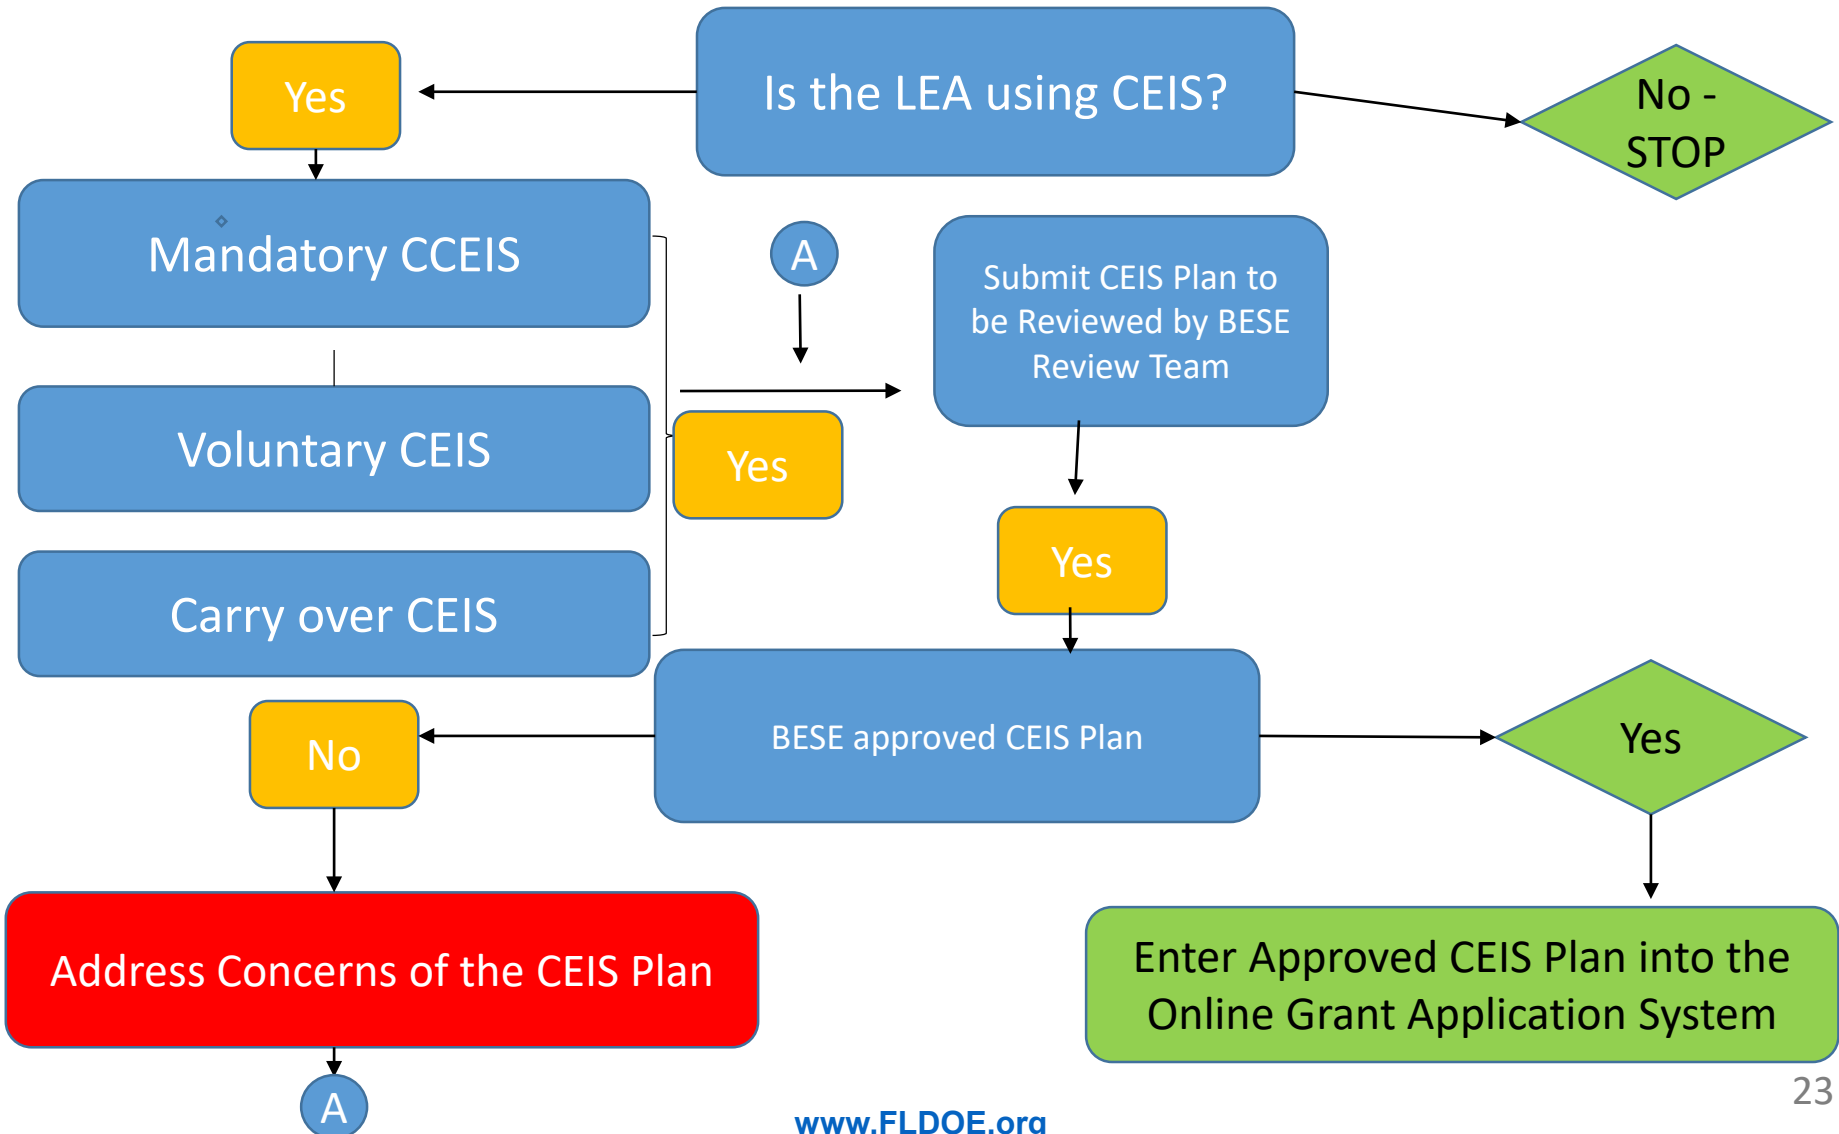 Is the LEA using CEIS?
Yes
No -
STOP
Mandatory CCEIS
Voluntary CEIS
Carry over CEIS
A
Yes
Submit CEIS Plan to
be Reviewed by BESE
Review Team
Yes
BESE approved CEIS Plan
No
Yes
Address Concerns of the CEIS Plan
A
Enter Approved CEIS Plan into the
Online Grant Application System
www.FLDOE.org
23